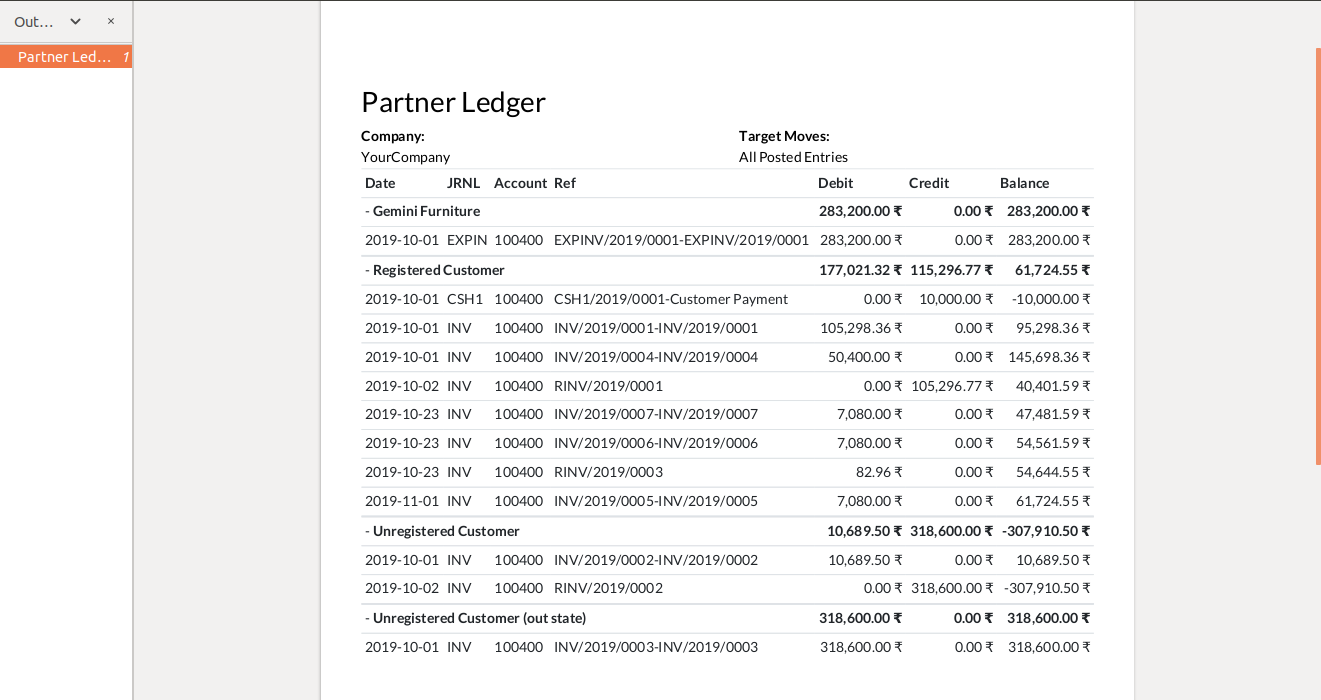 Out...
Partner Led... 1
Partner Ledger
Company: Target Moves:
YourCompany All Posted Entries
Date JRNL Account Ref Debit Credit Balance
- Gemini Furniture 283,200.00 ₹ 0.00 ₹ 283,200.00 ₹
2019-10-01 EXPIN 100400 EXPINV/2019/0001-EXPINV/2019/0001 283,200.00 ₹ 0.00 ₹ 283,200.00 ₹
- Registered Customer 177,021.32 ₹ 115,296.77 ₹ 61,724.55 ₹
2019-10-01 CSH1 100400 CSH1/2019/0001-Customer Payment 0.00 ₹ 10,000.00 ₹ -10,000.00 ₹
2019-10-01 INV 100400 INV/2019/0001-INV/2019/0001 105,298.36 ₹ 0.00 ₹ 95,298.36 ₹
2019-10-01 INV 100400 INV/2019/0004-INV/2019/0004 50,400.00 ₹ 0.00 ₹ 145,698.36 ₹
2019-10-02 INV 100400 RINV/2019/0001 0.00 ₹ 105,296.77 ₹ 40,401.59 ₹
2019-10-23 INV 100400 INV/2019/0007-INV/2019/0007 7,080.00 ₹ 0.00 ₹ 47,481.59 ₹
2019-10-23 INV 100400 INV/2019/0006-INV/2019/0006 7,080.00 ₹ 0.00 ₹ 54,561.59 ₹
2019-10-23 INV 100400 RINV/2019/0003 82.96 ₹ 0.00 ₹ 54,644.55 ₹
2019-11-01 INV 100400 INV/2019/0005-INV/2019/0005 7,080.00 ₹ 0.00 ₹ 61,724.55 ₹
- Unregistered Customer 10,689.50 ₹ 318,600.00 ₹ -307,910.50 ₹
2019-10-01 INV 100400 INV/2019/0002-INV/2019/0002 10,689.50 ₹ 0.00 ₹ 10,689.50 ₹
2019-10-02 INV 100400 RINV/2019/0002 0.00 ₹ 318,600.00 ₹ -307,910.50 ₹
- Unregistered Customer (out state) 318,600.00 ₹ 0.00 ₹ 318,600.00 ₹
2019-10-01 INV 100400 INV/2019/0003-INV/2019/0003 318,600.00 ₹ 0.00 ₹ 318,600.00 ₹